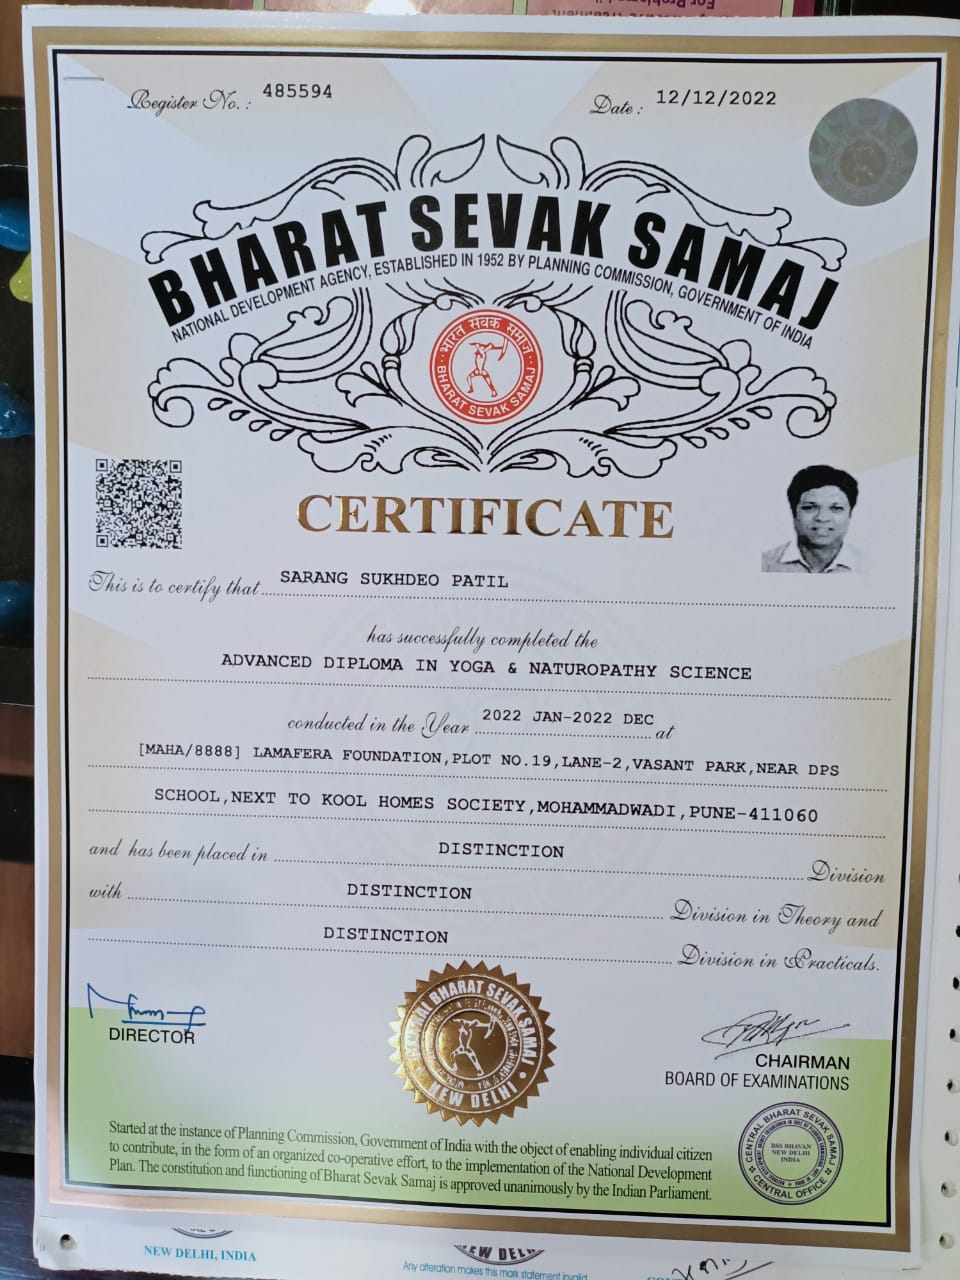 Register No. : 485594
Date : 12/12/2022
BHARAT SEVAK SAMAJ
NATIONAL DEVELOPMENT AGENCY, ESTABLISHED IN 1952 BY PLANNING COMMISSION, GOVERNMENT OF INDIA
भारत सेवक समाज
BHARAT SEVAK SAMAJ
CERTIFICATE
This is to certify that SARANG SUKHDEO PATIL
has successfully completed the
ADVANCED DIPLOMA IN YOGA & NATUROPATHY SCIENCE
conducted in the Year 2022 JAN-2022 DEC at
[MAHA/8888] LAMAFERA FOUNDATION,PLOT NO.19,LANE-2,VASANT PARK,NEAR DPS
SCHOOL,NEXT TO KOOL HOMES SOCIETY,MOHAMMADWADI,PUNE-411060
and has been placed in DISTINCTION Division
with DISTINCTION Division in Theory and
DISTINCTION Division in Practicals.
DIRECTOR
BHARAT SEVAK SAMAJ
NEW DELHI
CHAIRMAN
BOARD OF EXAMINATIONS
CENTRAL BHARAT SEVAK SAMAJ
BSS BHAVAN
NEW DELHI
INDIA
CENTRAL OFFICE
Started at the instance of Planning Commission, Government of India with the object of enabling individual citizen
to contribute, in the form of an organized co-operative effort, to the implementation of the National Development
Plan. The constitution and functioning of Bharat Sevak Samaj is approved unanimously by the Indian Parliament.
NEW DELHI, INDIA
Any alteration makes this mark statement invalid